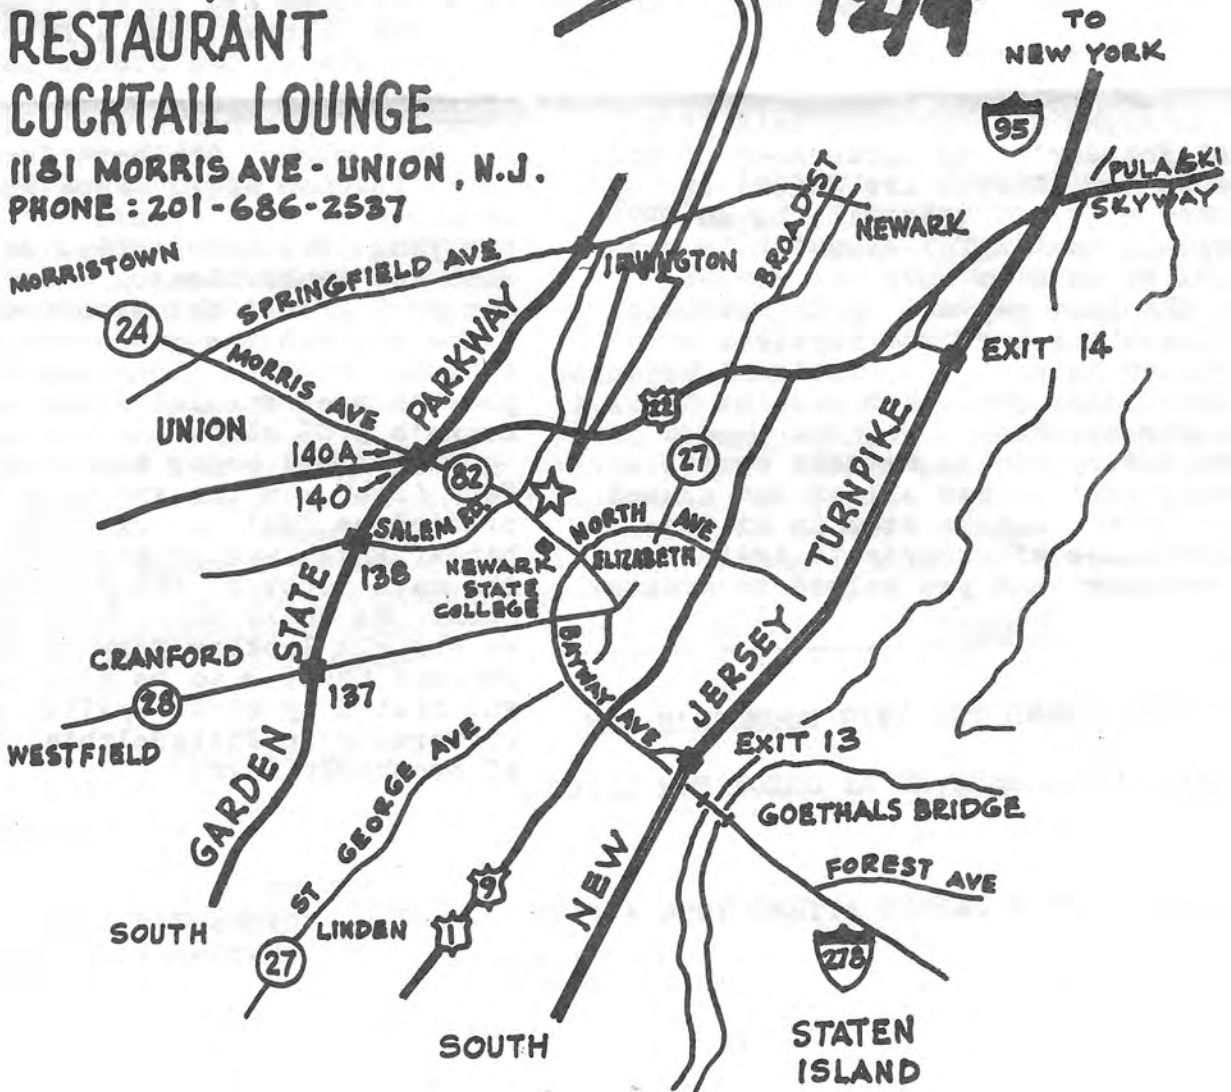 RESTAURANT
COCKTAIL LOUNGE
1181 MORRIS AVE - UNION, N.J.
PHONE: 201-686-2537
12/9
TO
NEW YORK
95
PULASKI
SKYWAY
BROAD ST
NEWARK
MORRISTOWN
SPRINGFIELD AVE
IRVINGTON
24
MORRIS AVE
PARKWAY
EXIT 14
UNION
22
140A
140
82
27
SALEM RD.
NORTH AVE
TURNPIKE
138
NEWARK
STATE
COLLEGE
ELIZABETH
STATE
CRANFORD
28
137
BAYWAY AVE
JERSEY
WESTFIELD
EXIT 13
GARDEN
ST GEORGE AVE
GOETHALS BRIDGE
NEW
FOREST AVE
9
SOUTH
LINDEN
1
27
278
SOUTH
STATEN
ISLAND